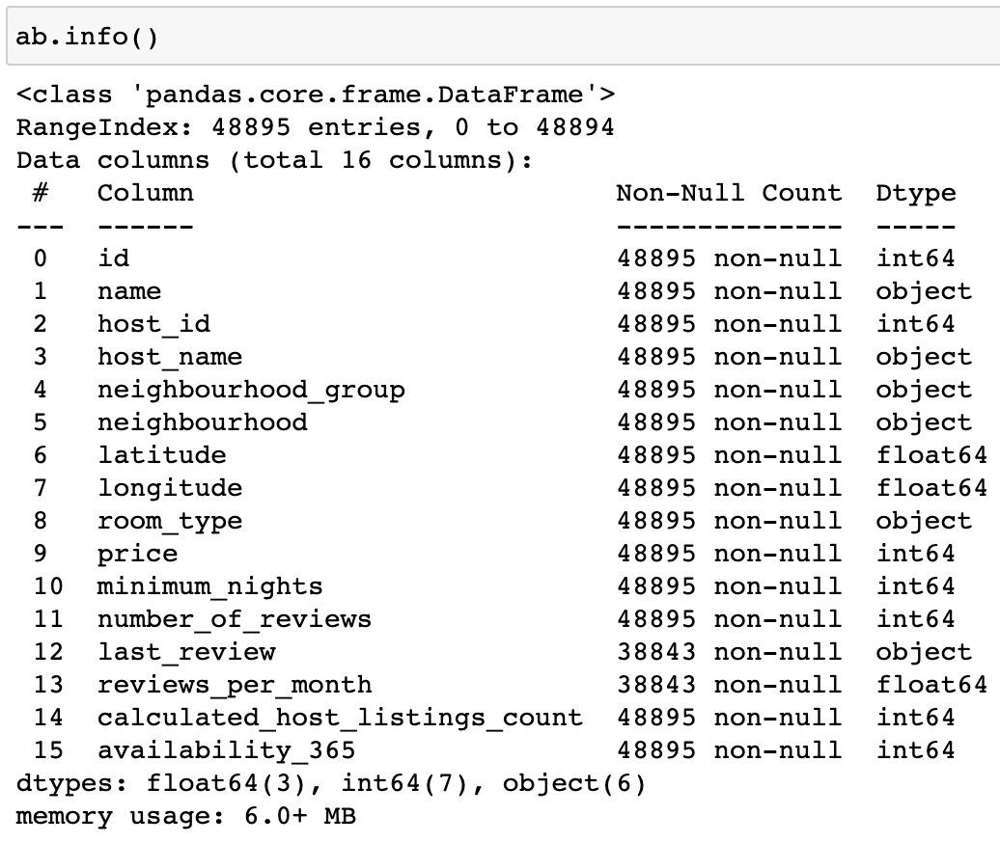 ab.info()
<class 'pandas.core.frame.DataFrame'>
RangeIndex: 48895 entries, 0 to 48894
Data columns (total 16 columns):
 #   Column                          Non-Null Count  Dtype
---  ------                          --------------  -----
 0   id                              48895 non-null  int64
 1   name                            48895 non-null  object
 2   host_id                         48895 non-null  int64
 3   host_name                       48895 non-null  object
 4   neighbourhood_group             48895 non-null  object
 5   neighbourhood                   48895 non-null  object
 6   latitude                        48895 non-null  float64
 7   longitude                       48895 non-null  float64
 8   room_type                       48895 non-null  object
 9   price                           48895 non-null  int64
 10  minimum_nights                  48895 non-null  int64
 11  number_of_reviews               48895 non-null  int64
 12  last_review                     38843 non-null  object
 13  reviews_per_month               38843 non-null  float64
 14  calculated_host_listings_count  48895 non-null  int64
 15  availability_365                48895 non-null  int64
dtypes: float64(3), int64(7), object(6)
memory usage: 6.0+ MB